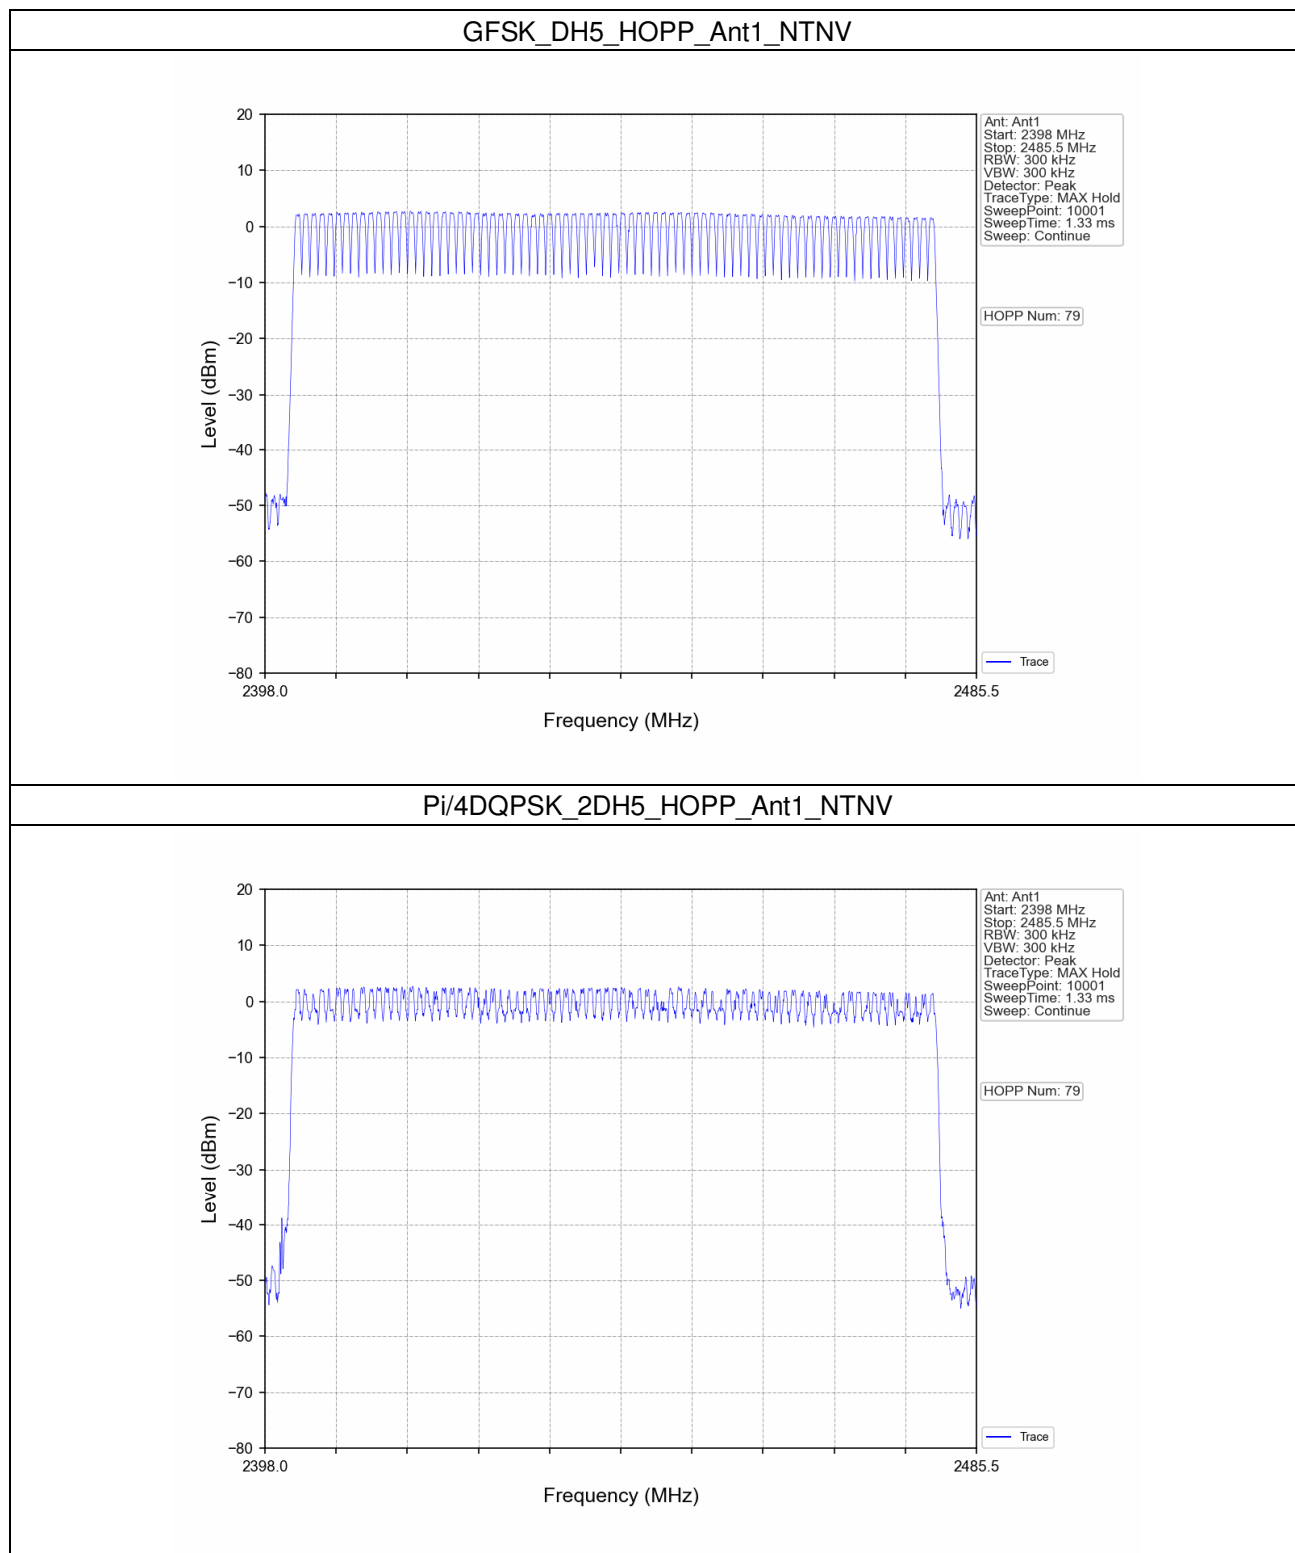 GFSK_DH5_HOPP_Ant1_NTNV
20
10
0
−10
−20
−30
−40
−50
−60
−70
−80
Level (dBm)
2398.0
2485.5
Frequency (MHz)
Ant: Ant1
Start: 2398 MHz
Stop: 2485.5 MHz
RBW: 300 kHz
VBW: 300 kHz
Detector: Peak
TraceType: MAX Hold
SweepPoint: 10001
SweepTime: 1.33 ms
Sweep: Continue
HOPP Num: 79
Trace
Pi/4DQPSK_2DH5_HOPP_Ant1_NTNV
20
10
0
−10
−20
−30
−40
−50
−60
−70
−80
Level (dBm)
2398.0
2485.5
Frequency (MHz)
Ant: Ant1
Start: 2398 MHz
Stop: 2485.5 MHz
RBW: 300 kHz
VBW: 300 kHz
Detector: Peak
TraceType: MAX Hold
SweepPoint: 10001
SweepTime: 1.33 ms
Sweep: Continue
HOPP Num: 79
Trace